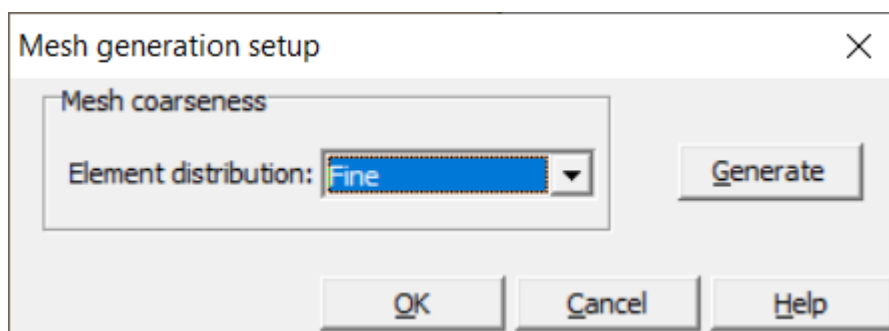 Mesh generation setup
Mesh coarseness
Element distribution: Fine
Generate
OK
Cancel
Help